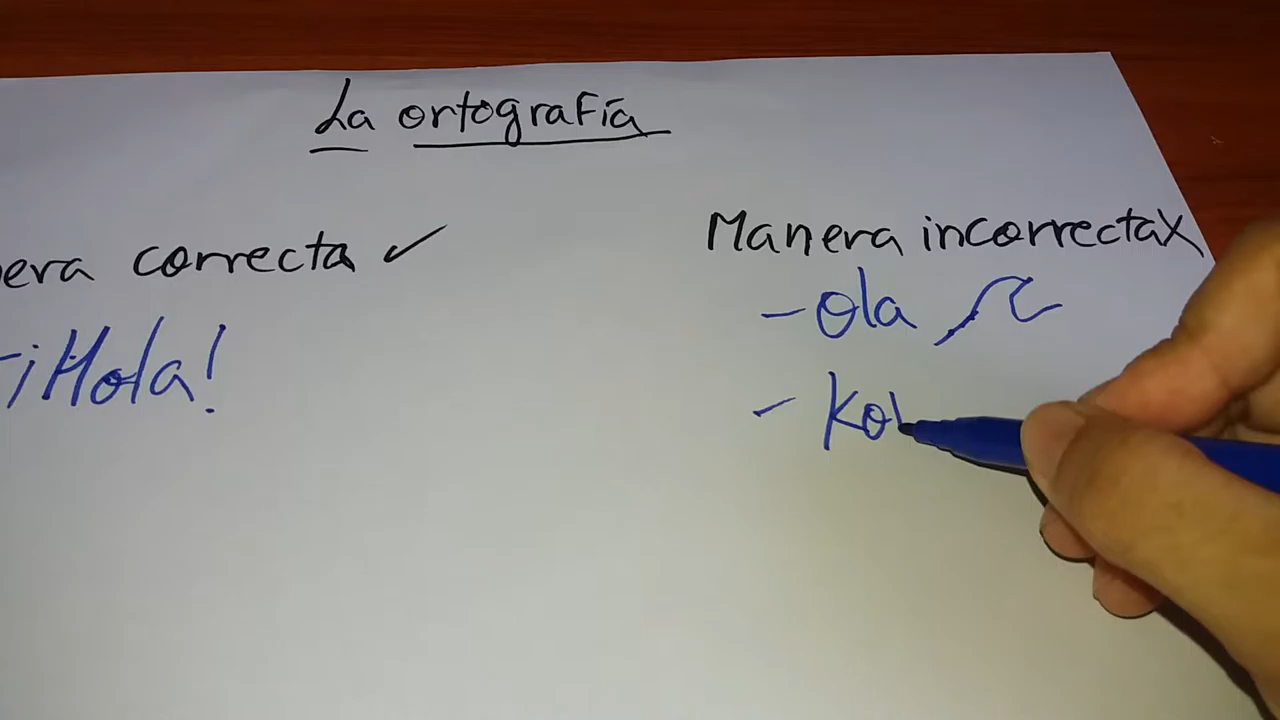 La ortografía
era correcta ✓
Manera incorrecta X
- ¡Hola!
- Ola
- Ko